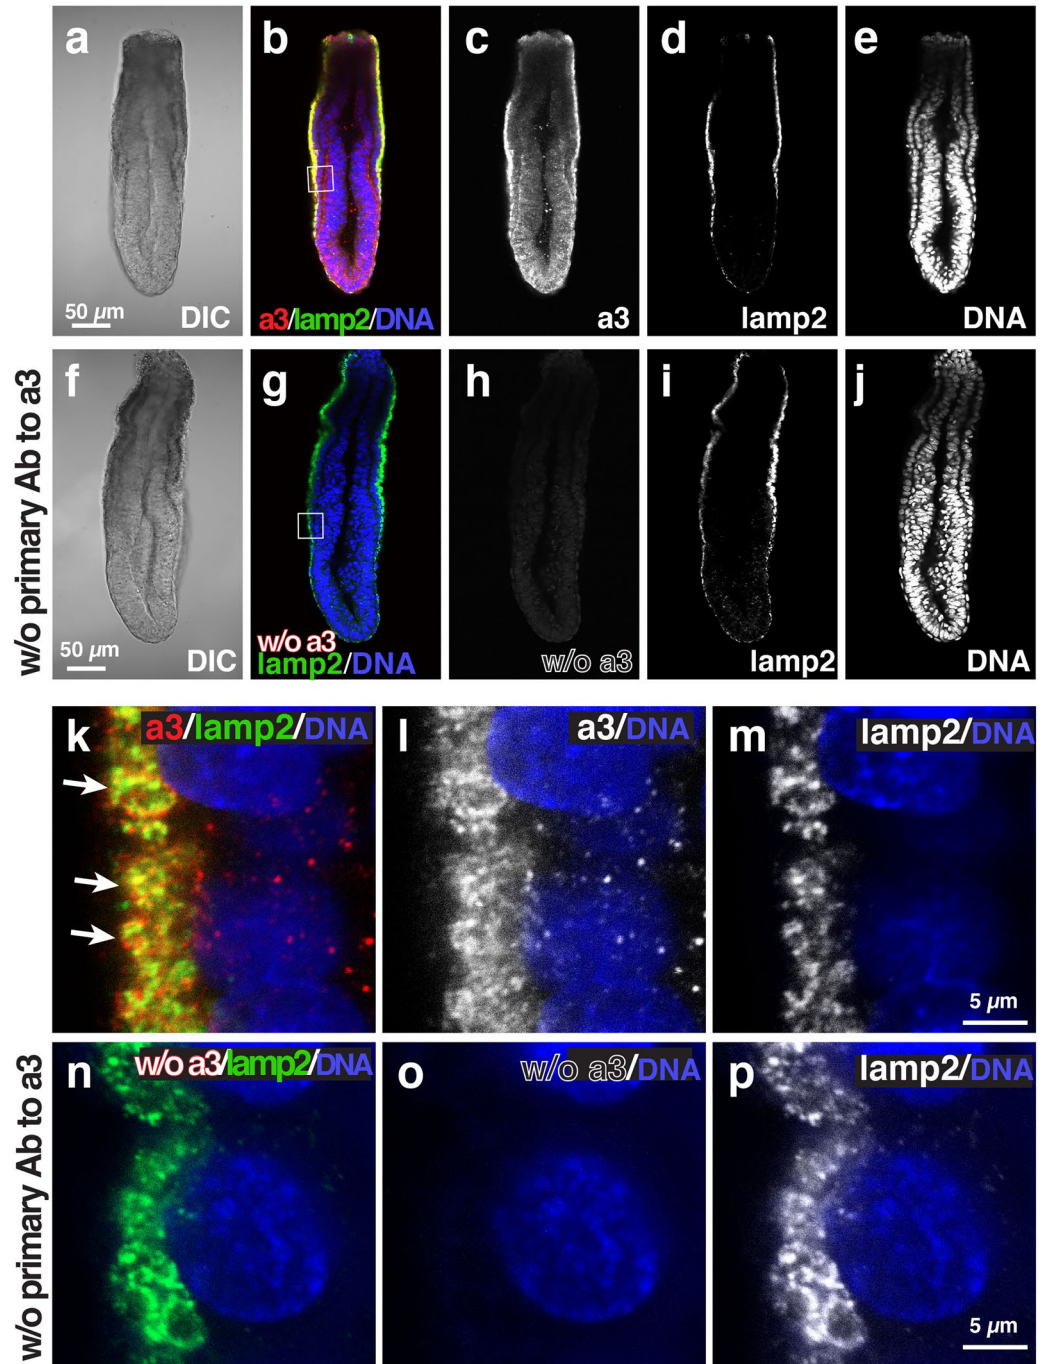 a
b
c
d
e
50 µm
DIC
a3/lamp2/DNA
a3
lamp2
DNA
w/o primary Ab to a3
f
g
h
i
j
50 µm
DIC
w/o a3
lamp2/DNA
w/o a3
lamp2
DNA
k
a3/lamp2/DNA
l
a3/DNA
m
lamp2/DNA
5 µm
w/o primary Ab to a3
n
w/o a3/lamp2/DNA
o
w/o a3/DNA
p
lamp2/DNA
5 µm